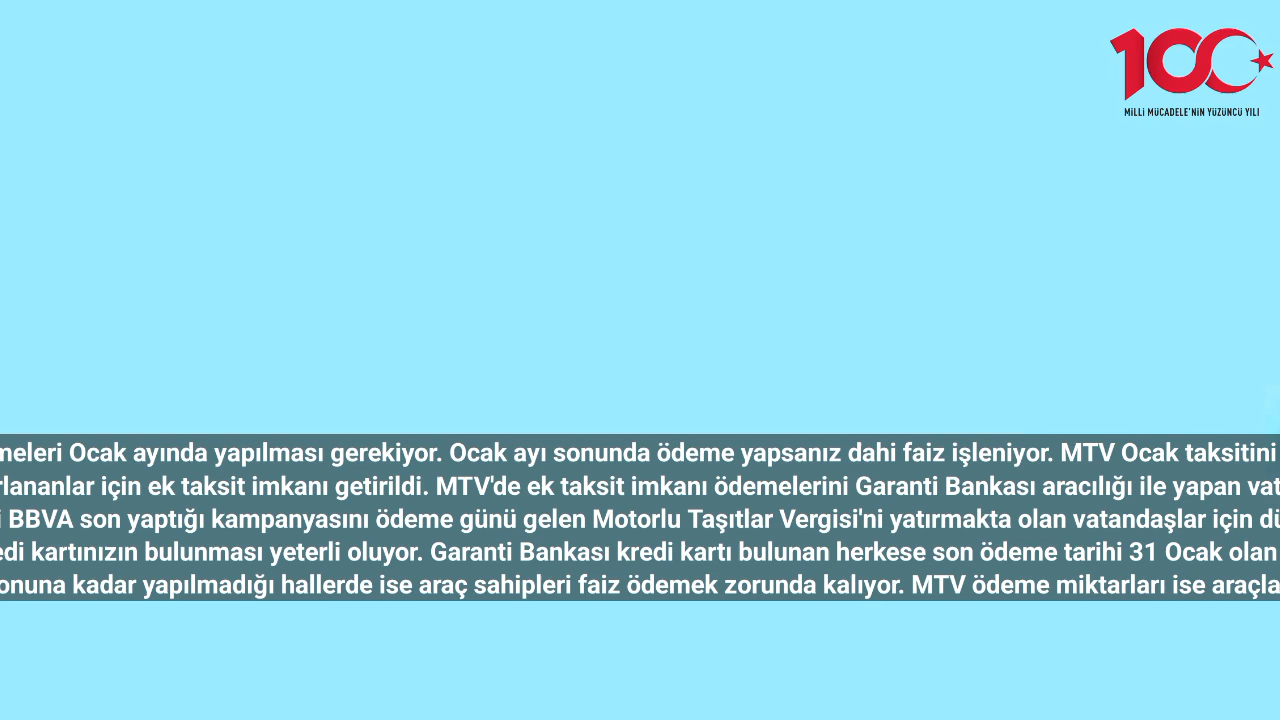 100
MİLLİ MÜCADELE'NİN YÜZÜNCÜ YILI
meleri Ocak ayında yapılması gerekiyor. Ocak ayı sonunda ödeme yapsanız dahi faiz işleniyor. MTV Ocak taksitini
rlananlar için ek taksit imkanı getirildi. MTV'de ek taksit imkanı ödemelerini Garanti Bankası aracılığı ile yapan vat
i BBVA son yaptığı kampanyasını ödeme günü gelen Motorlu Taşıtlar Vergisi'ni yatırmakta olan vatandaşlar için dü
edi kartınızın bulunması yeterli oluyor. Garanti Bankası kredi kartı bulunan herkese son ödeme tarihi 31 Ocak olan
onuna kadar yapılmadığı hallerde ise araç sahipleri faiz ödemek zorunda kalıyor. MTV ödeme miktarları ise araçla